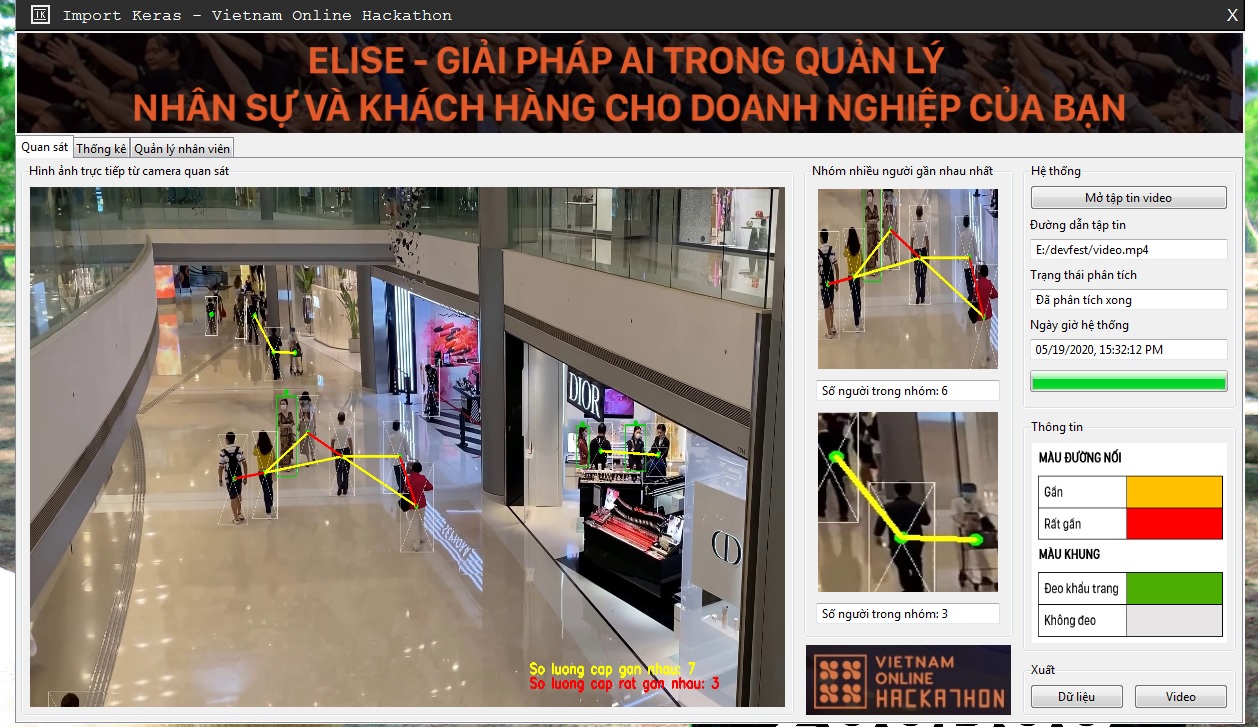 Import Keras - Vietnam Online Hackathon
X
ELISE - GIẢI PHÁP AI TRONG QUẢN LÝ
NHÂN SỰ VÀ KHÁCH HÀNG CHO DOANH NGHIỆP CỦA BẠN
Quan sát
Thống kê
Quản lý nhân viên
Hình ảnh trực tiếp từ camera quan sát
DIOR
CD
So luong cap gan nhau: 7
So luong cap rat gan nhau: 3
Nhóm nhiều người gần nhau nhất
Số người trong nhóm: 6
Số người trong nhóm: 3
VIETNAM
ONLINE
HACKATHON
Hệ thống
Mở tập tin video
Đường dẫn tập tin
E:/devfest/video.mp4
Trạng thái phân tích
Đã phân tích xong
Ngày giờ hệ thống
05/19/2020, 15:32:12 PM
Thông tin
MÀU ĐƯỜNG NỐI
Gần
Rất gần
MÀU KHUNG
Đeo khẩu trang
Không đeo
Xuất
Dữ liệu
Video